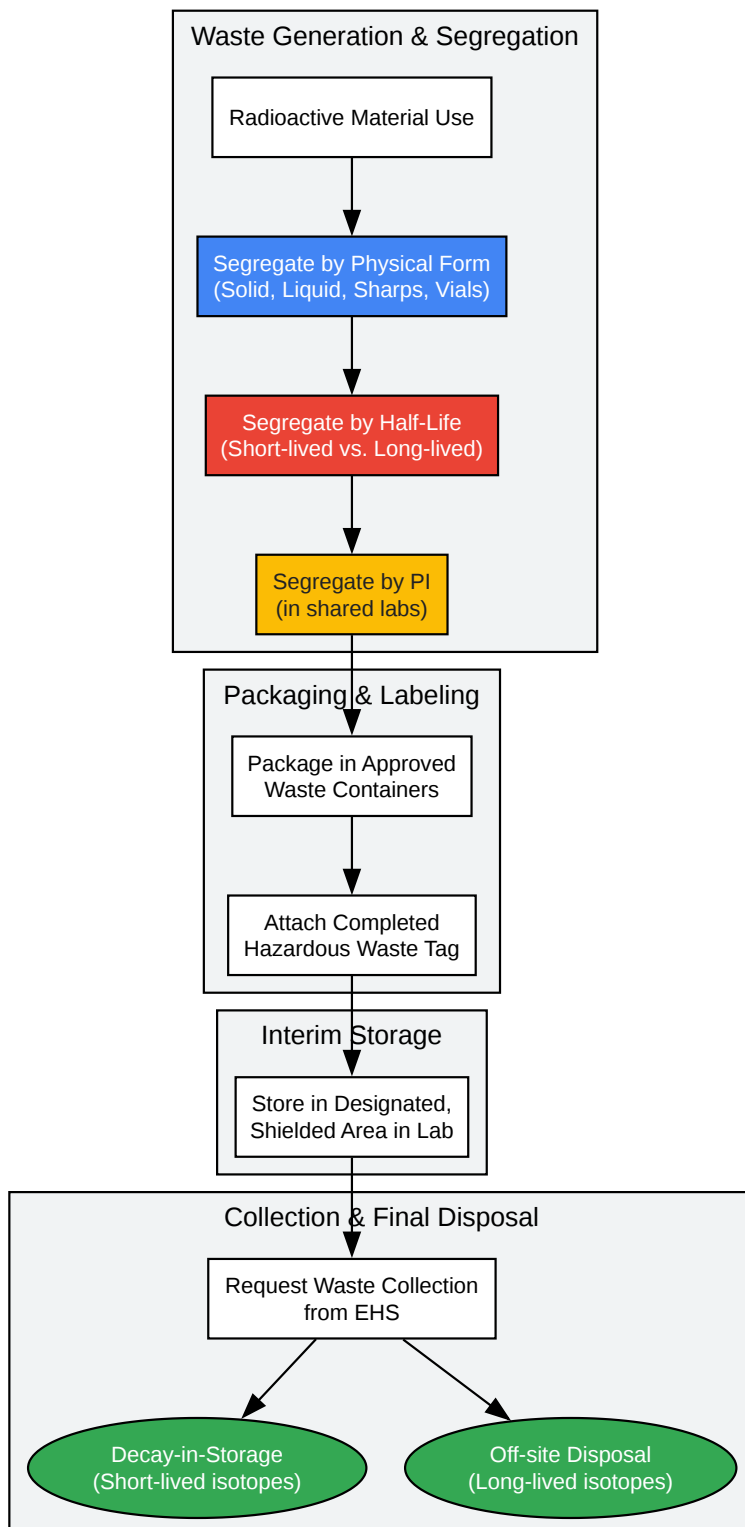 Waste Generation & Segregation
Radioactive Material Use
Segregate by Physical Form
(Solid, Liquid, Sharps, Vials)
Segregate by Half-Life
(Short-lived vs. Long-lived)
Segregate by PI
(in shared labs)
Packaging & Labeling
Package in Approved
Waste Containers
Attach Completed
Hazardous Waste Tag
Interim Storage
Store in Designated,
Shielded Area in Lab
Collection & Final Disposal
Request Waste Collection
from EHS
Decay-in-Storage
(Short-lived isotopes)
Off-site Disposal
(Long-lived isotopes)